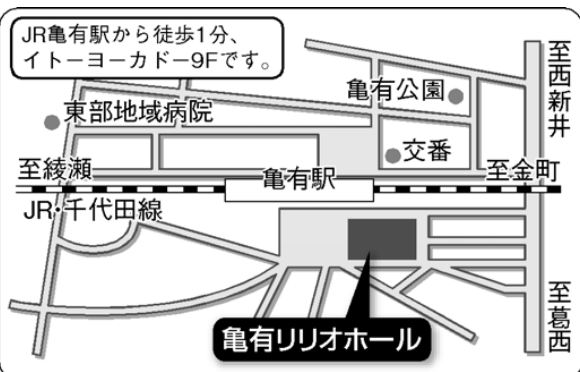 JR亀有駅から徒歩1分、
イトーヨーカドー9Fです。
至西新井
亀有公園
東部地域病院
交番
至綾瀬
亀有駅
至金町
JR・千代田線
至葛西
亀有リリオホール